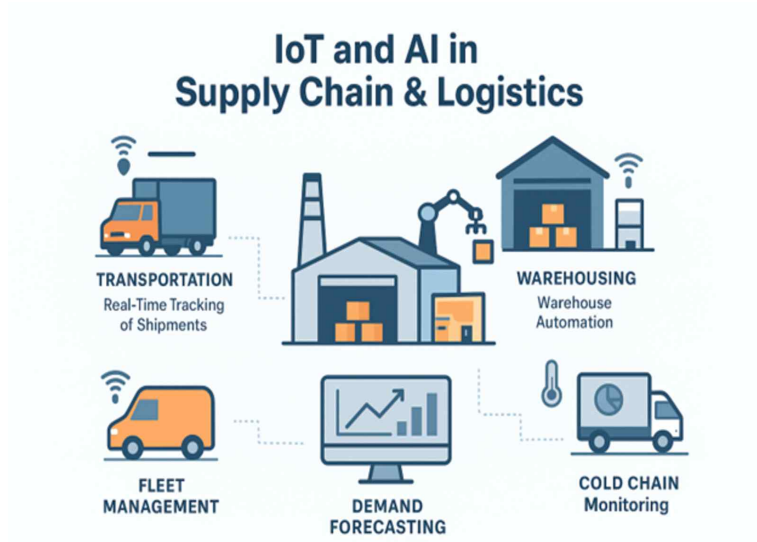 IoT and AI in
Supply Chain & Logistics
TRANSPORTATION
Real-Time Tracking
of Shipments
WAREHOUSING
Warehouse
Automation
FLEET
MANAGEMENT
DEMAND
FORECASTING
COLD CHAIN
Monitoring